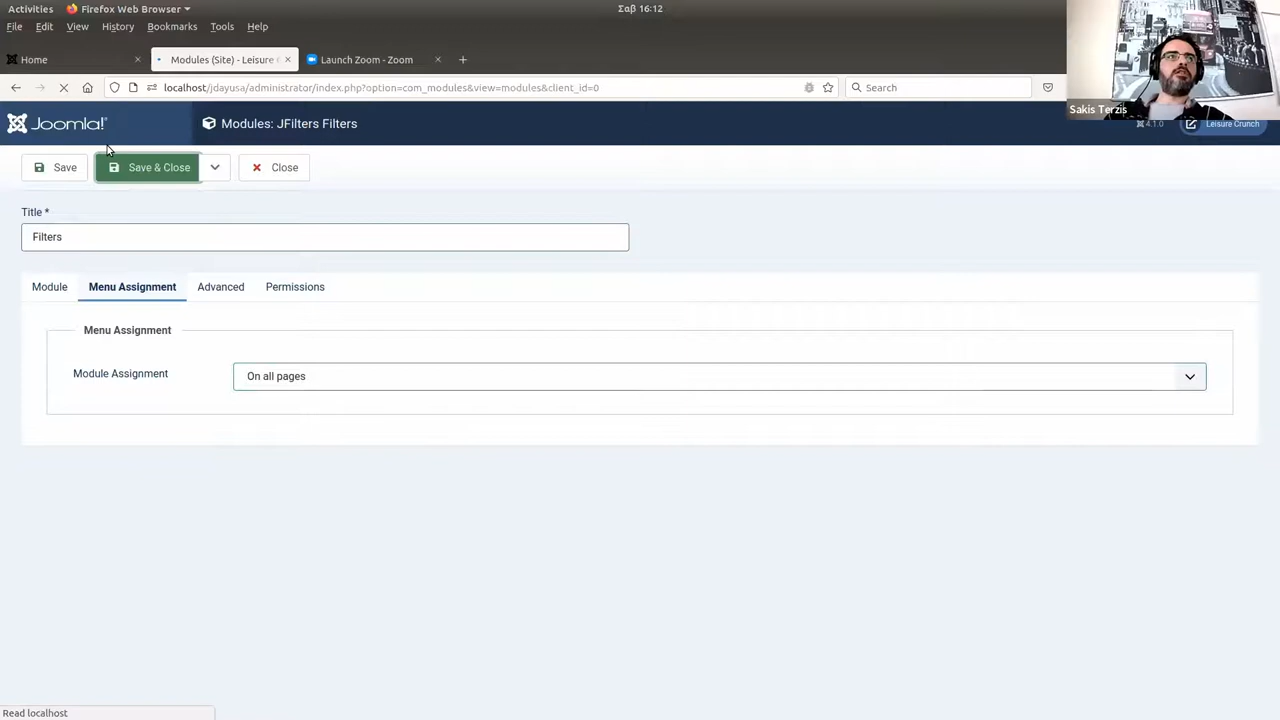 Activities Firefox Web Browser Σαβ 16:12
File Edit View History Bookmarks Tools Help
Home Modules (Site) - Leisure Launch Zoom - Zoom
localhost/jdayusa/administrator/index.php?option=com_modules&view=modules&client_id=0 Search
Sakis Terzis
Joomla! Modules: JFilters Filters 4.1.0 Leisure Crunch
Save Save & Close Close
Title *
Filters
Module Menu Assignment Advanced Permissions
Menu Assignment
Module Assignment On all pages
Read localhost